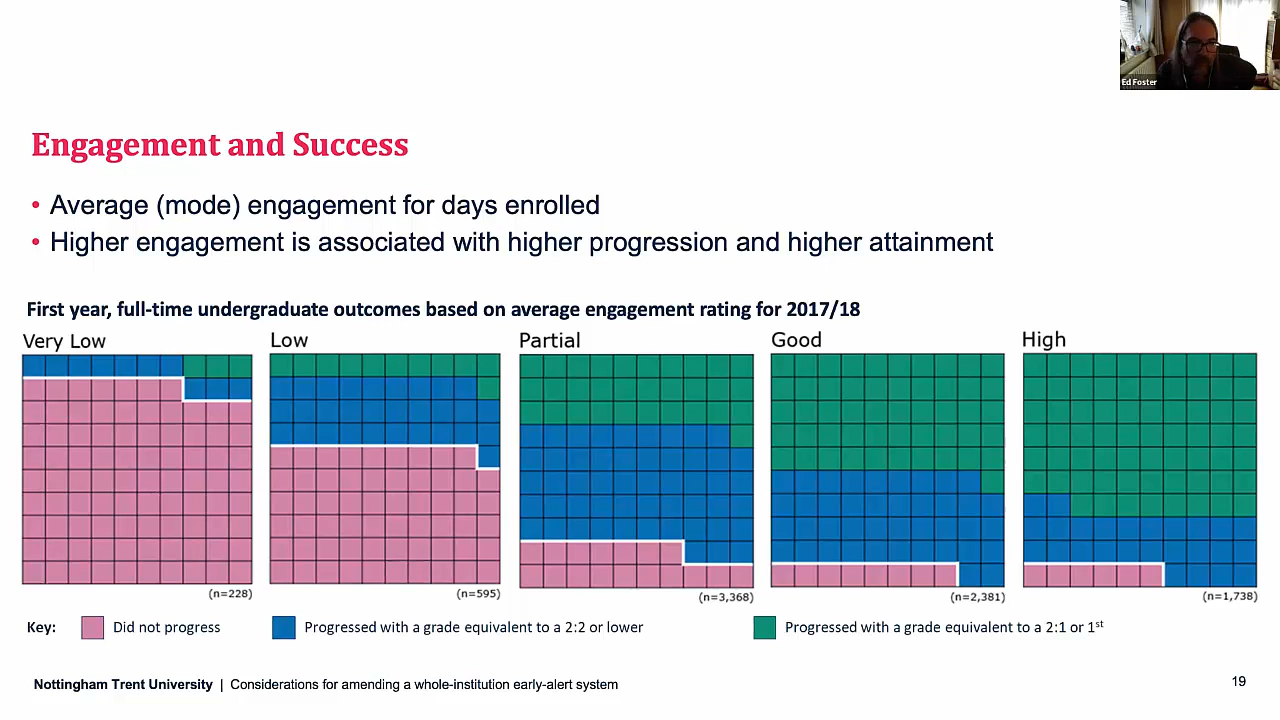 Ed Foster
Engagement and Success
• Average (mode) engagement for days enrolled
• Higher engagement is associated with higher progression and higher attainment
First year, full-time undergraduate outcomes based on average engagement rating for 2017/18
Very Low Low Partial Good High
(n=228) (n=595) (n=3,368) (n=2,381) (n=1,738)
Key: Did not progress Progressed with a grade equivalent to a 2:2 or lower Progressed with a grade equivalent to a 2:1 or 1st
Nottingham Trent University | Considerations for amending a whole-institution early-alert system 19